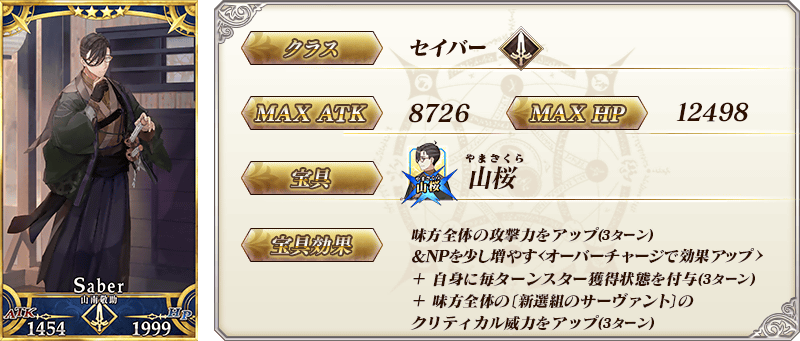 Saber
山南敬助
ATK
HP
1454
1999
クラス
セイバー
MAX ATK
8726
MAX HP
12498
宝具
山桜
やまざくら
山桜
宝具効果
味方全体の攻撃力をアップ(3ターン)
&NPを少し増やす<オーバーチャージで効果アップ>
＋ 自身に毎ターンスター獲得状態を付与(3ターン)
＋ 味方全体の〔新選組のサーヴァント〕の
クリティカル威力をアップ(3ターン)